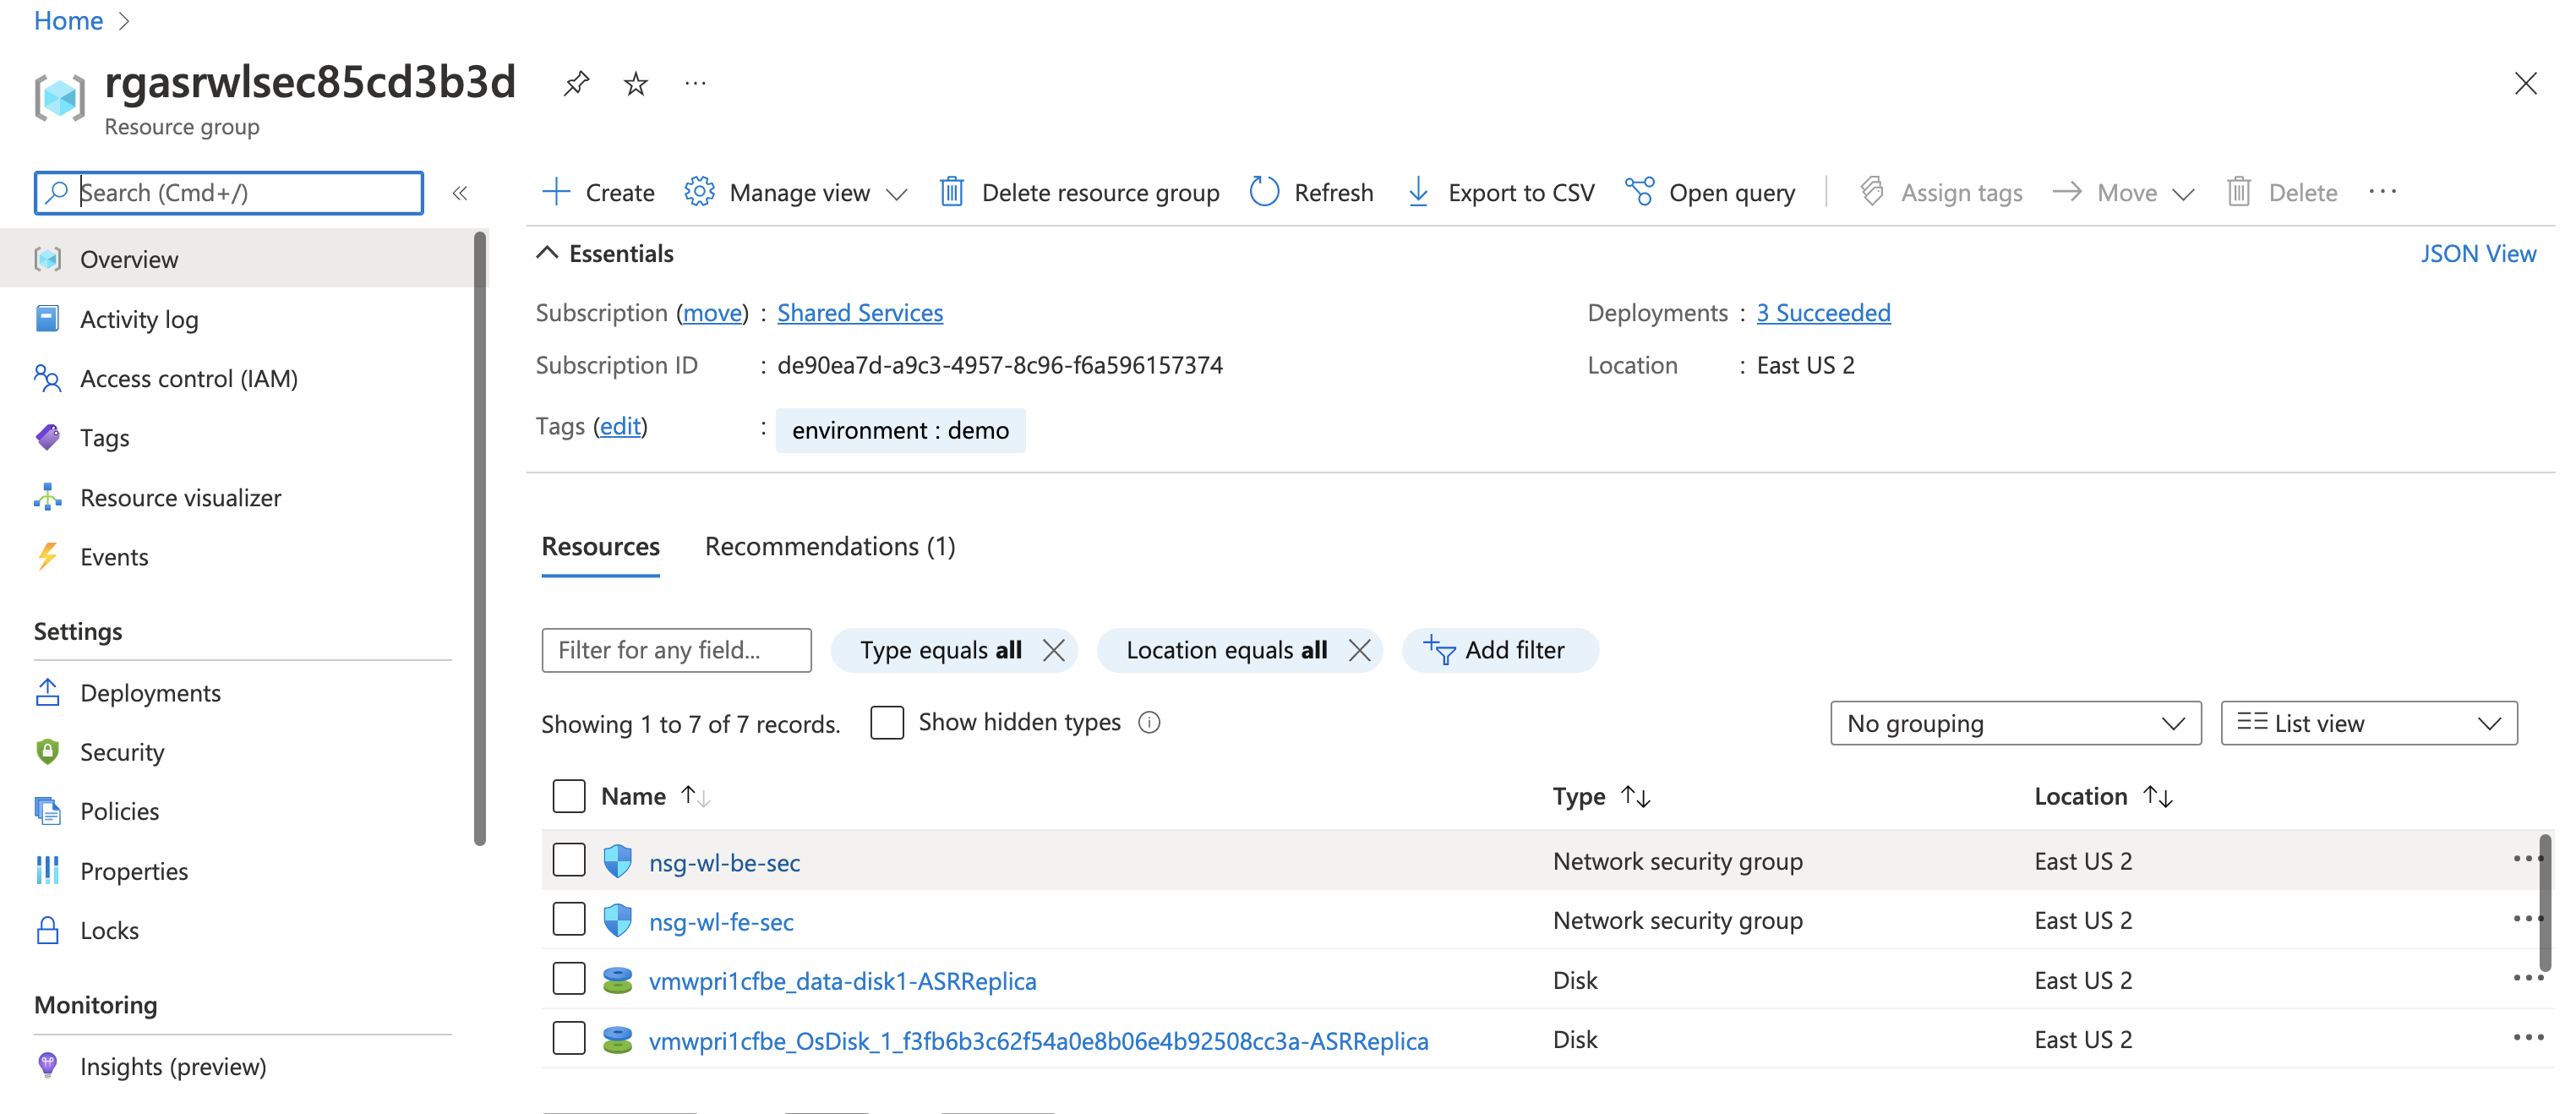 Home
rgasrwlsec85cd3b3d
Resource group
Search (Cmd+/)
Create Manage view Delete resource group Refresh Export to CSV Open query Assign tags Move Delete
Overview
Activity log
Access control (IAM)
Tags
Resource visualizer
Events
Settings
Deployments
Security
Policies
Properties
Locks
Monitoring
Insights (preview)
Essentials JSON View
Subscription (move) : Shared Services Deployments : 3 Succeeded
Subscription ID : de90ea7d-a9c3-4957-8c96-f6a596157374 Location : East US 2
Tags (edit) : environment : demo
Resources Recommendations (1)
Filter for any field... Type equals all Location equals all Add filter
Showing 1 to 7 of 7 records. Show hidden types No grouping List view
Name Type Location
nsg-wl-be-sec Network security group East US 2
nsg-wl-fe-sec Network security group East US 2
vmwpri1cfbe_data-disk1-ASRReplica Disk East US 2
vmwpri1cfbe_OsDisk_1_f3fb6b3c62f54a0e8b06e4b92508cc3a-ASRReplica Disk East US 2